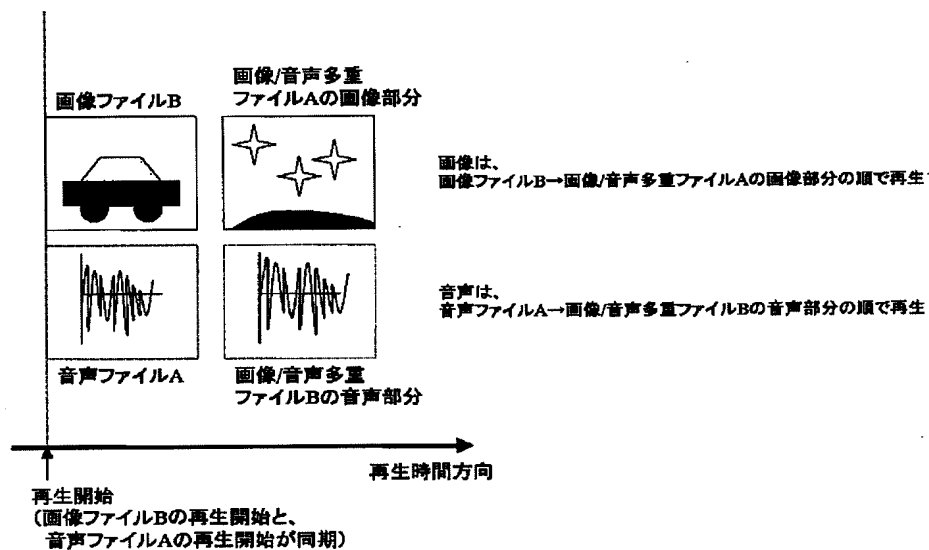 画像ファイルB
画像/音声多重
ファイルAの画像部分
画像は、
画像ファイルB→画像/音声多重ファイルAの画像部分の順で再生
音声は、
音声ファイルA→画像/音声多重ファイルBの音声部分の順で再生
音声ファイルA
画像/音声多重
ファイルBの音声部分
再生時間方向
再生開始
（画像ファイルBの再生開始と、
音声ファイルAの再生開始が同期）